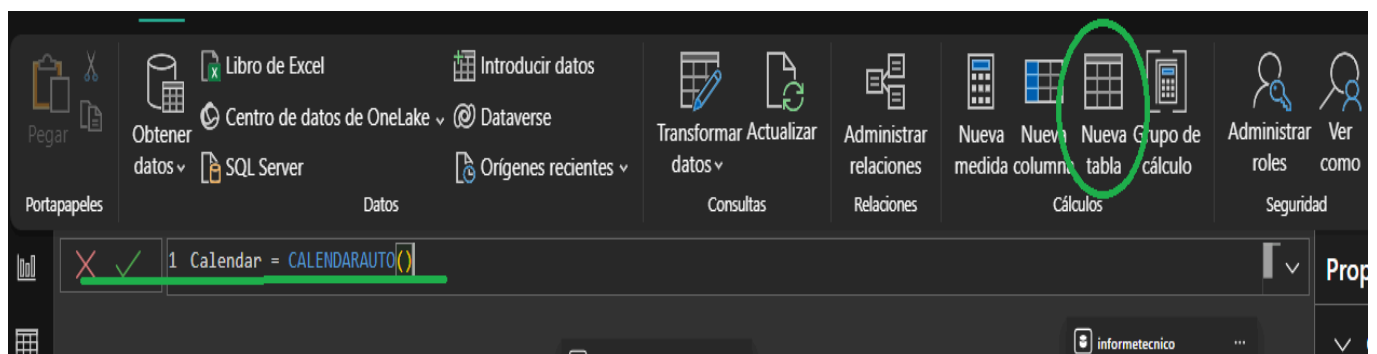 Pegar
Portapapeles
Obtener
datos
Libro de Excel
Centro de datos de OneLake
SQL Server
Introducir datos
Dataverse
Orígenes recientes
Datos
Transformar
datos
Actualizar
Consultas
Administrar
relaciones
Relaciones
Nueva
medida
Nueva
columna
Nueva
tabla
Grupo de
cálculo
Cálculos
Administrar
roles
Ver
como
Seguridad
1 Calendar = CALENDARAUTO()
Prop
informetecnico